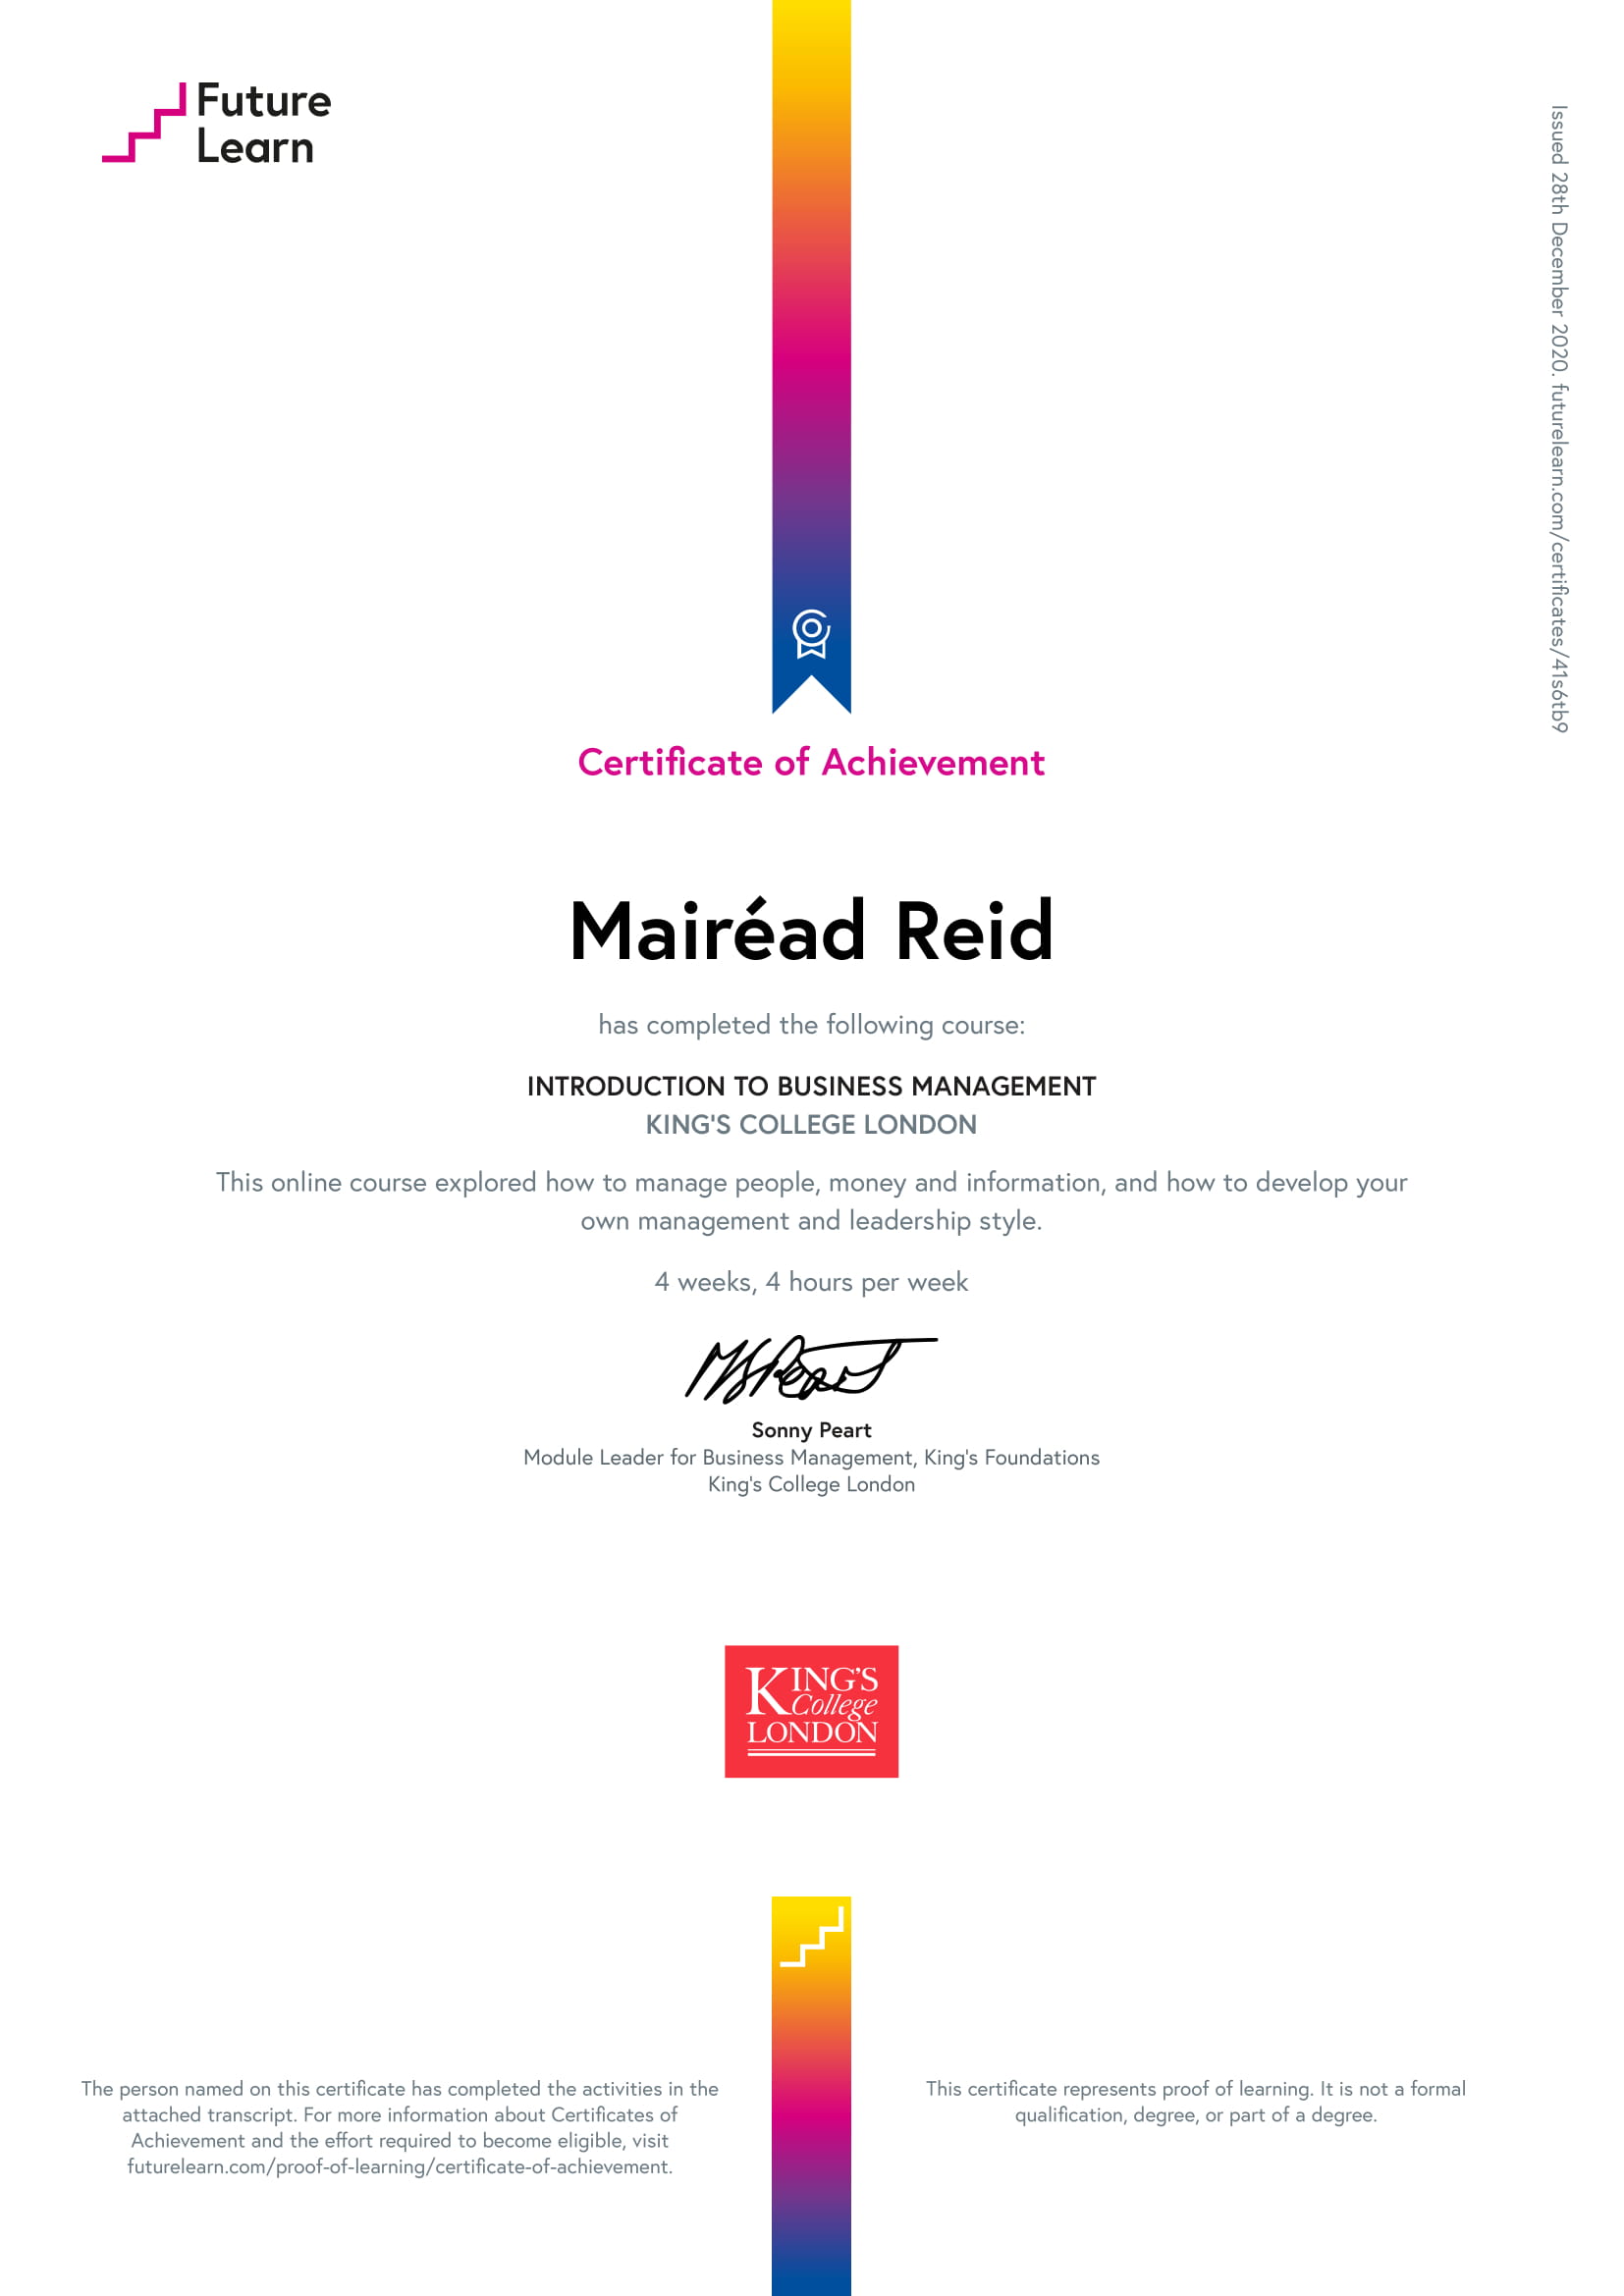 Future
Learn
Issued 28th December 2020. futurelearn.com/certificates/41s6tb9
Certificate of Achievement
Mairéad Reid
has completed the following course:
INTRODUCTION TO BUSINESS MANAGEMENT
KING'S COLLEGE LONDON
This online course explored how to manage people, money and information, and how to develop your
own management and leadership style.
4 weeks, 4 hours per week
Sonny Peart
Module Leader for Business Management, King's Foundations
King's College London
KING'S
College
LONDON
The person named on this certificate has completed the activities in the
attached transcript. For more information about Certificates of
Achievement and the effort required to become eligible, visit
futurelearn.com/proof-of-learning/certificate-of-achievement.
This certificate represents proof of learning. It is not a formal
qualification, degree, or part of a degree.